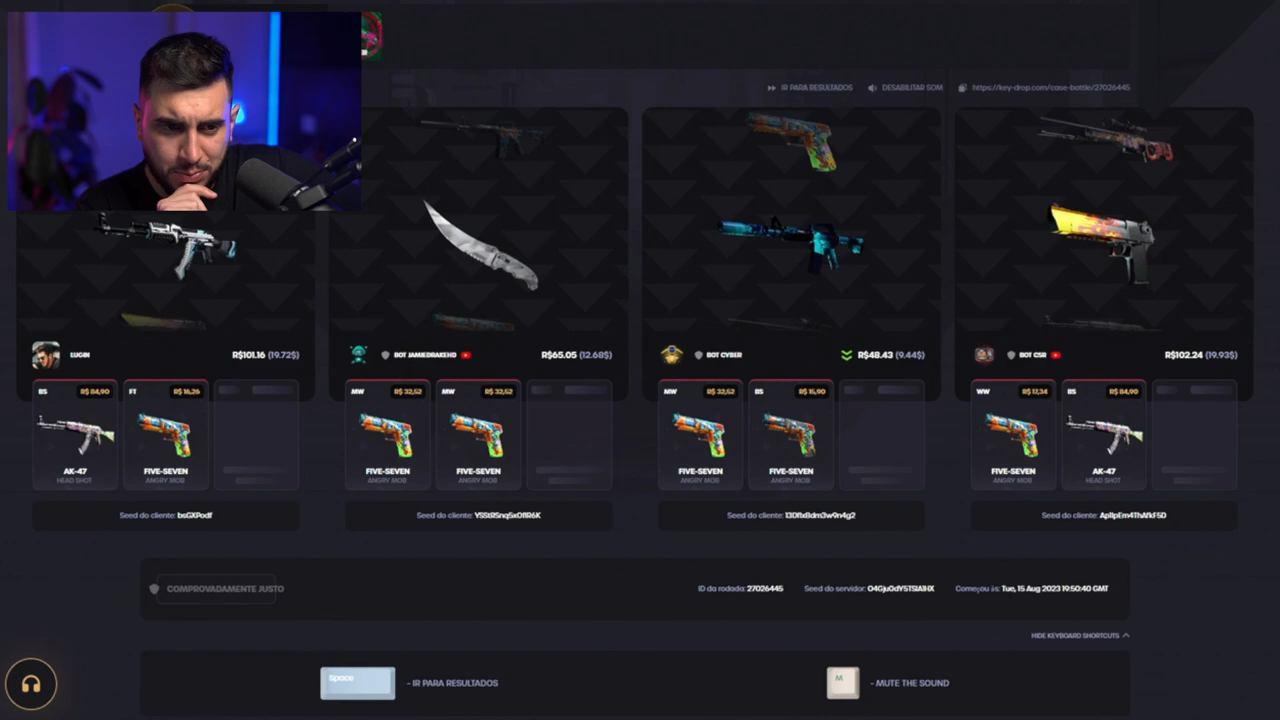 IR PARA RESULTADOS
DESABILITAR SOM
https://key-drop.com/case-battle/27026445
LUGIN
R$101.16 (19.72$)
BOT JAMIEDRAKEHD
R$65.05 (12.68$)
BOT CYBER
R$48.43 (9.44$)
BOT CSR
R$102.24 (19.93$)
BS
R$ 84,90
AK-47
HEAD SHOT
FT
R$ 16,26
FIVE-SEVEN
ANGRY MOB
MW
R$ 32,52
FIVE-SEVEN
ANGRY MOB
MW
R$ 32,52
FIVE-SEVEN
ANGRY MOB
MW
R$ 32,52
FIVE-SEVEN
ANGRY MOB
BS
R$ 15,90
FIVE-SEVEN
ANGRY MOB
WW
R$ 17,34
FIVE-SEVEN
ANGRY MOB
BS
R$ 84,90
AK-47
HEAD SHOT
Seed do cliente: bsGXPodf
Seed do cliente:
Seed do cliente:
Seed do cliente:
COMPROVADAMENTE JUSTO
ID da rodada: 27026445
Seed do servidor:
Começou às: Tue, 15 Aug 2023 19:50:40 GMT
HIDE KEYBOARD SHORTCUTS
Space
- IR PARA RESULTADOS
M
- MUTE THE SOUND